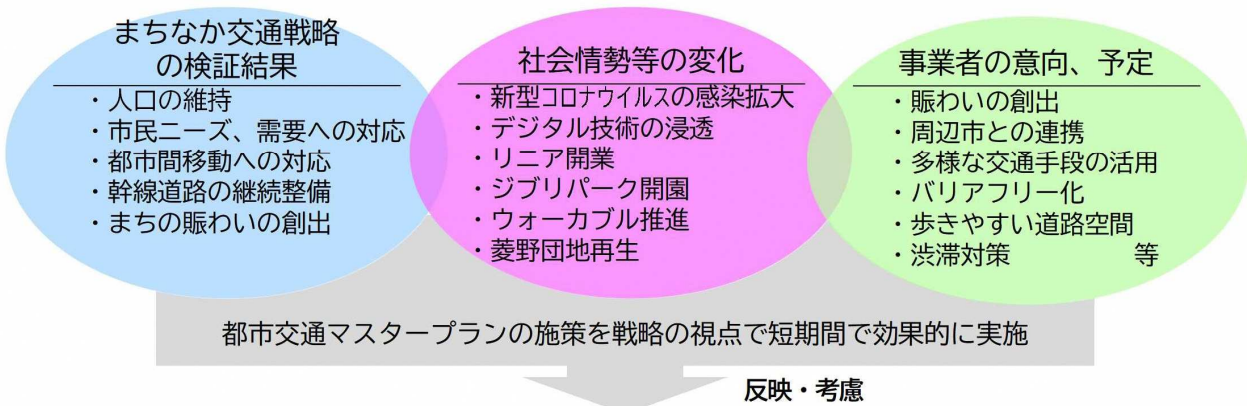 まちなか交通戦略
の検証結果
・人口の維持
・市民ニーズ、需要への対応
・都市間移動への対応
・幹線道路の継続整備
・まちの賑わいの創出
社会情勢等の変化
・新型コロナウイルスの感染拡大
・デジタル技術の浸透
・リニア開業
・ジブリパーク開園
・ウォーカブル推進
・菱野団地再生
事業者の意向、予定
・賑わいの創出
・周辺市との連携
・多様な交通手段の活用
・バリアフリー化
・歩きやすい道路空間
・渋滞対策 等
都市交通マスタープランの施策を戦略の視点で短期間で効果的に実施
反映・考慮